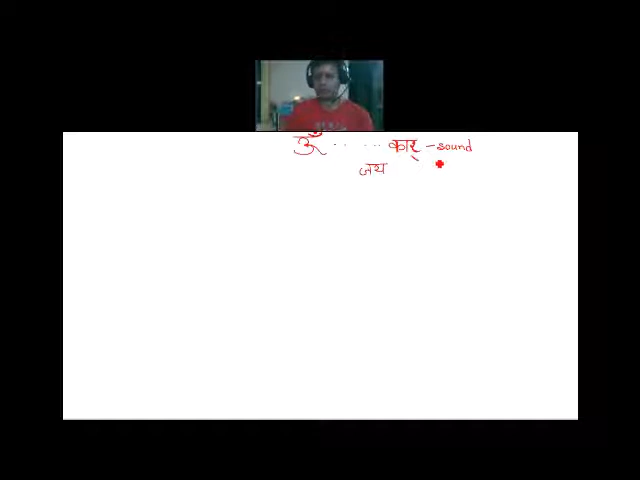 ॐ ..... कार् - sound
जय